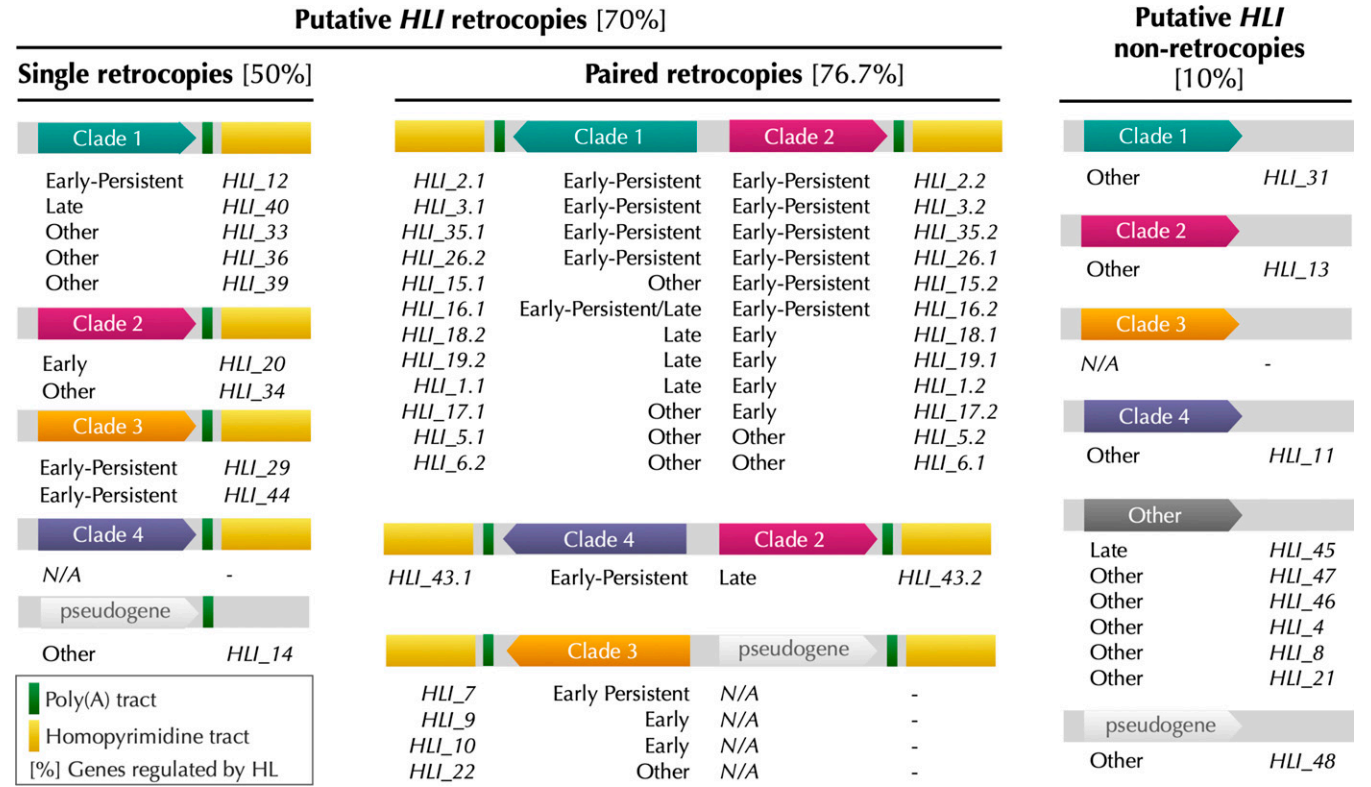 Putative HLI retrocopies [70%]
Single retrocopies [50%]
Clade 1
Early-Persistent HLI_12
Late HLI_40
Other HLI_33
Other HLI_36
Other HLI_39
Clade 2
Early HLI_20
Other HLI_34
Clade 3
Early-Persistent HLI_29
Early-Persistent HLI_44
Clade 4
N/A -
pseudogene
Other HLI_14
Poly(A) tract
Homopyrimidine tract
[%] Genes regulated by HL
Paired retrocopies [76.7%]
Clade 1 Clade 2
HLI_2.1 Early-Persistent Early-Persistent HLI_2.2
HLI_3.1 Early-Persistent Early-Persistent HLI_3.2
HLI_35.1 Early-Persistent Early-Persistent HLI_35.2
HLI_26.2 Early-Persistent Early-Persistent HLI_26.1
HLI_15.1 Other Early-Persistent HLI_15.2
HLI_16.1 Early-Persistent/Late Early-Persistent HLI_16.2
HLI_18.2 Late Early HLI_18.1
HLI_19.2 Late Early HLI_19.1
HLI_1.1 Late Early HLI_1.2
HLI_17.1 Other Early HLI_17.2
HLI_5.1 Other Other HLI_5.2
HLI_6.2 Other Other HLI_6.1
Clade 4 Clade 2
HLI_43.1 Early-Persistent Late HLI_43.2
Clade 3 pseudogene
HLI_7 Early Persistent N/A -
HLI_9 Early N/A -
HLI_10 Early N/A -
HLI_22 Other N/A -
Putative HLI
non-retrocopies
[10%]
Clade 1
Other HLI_31
Clade 2
Other HLI_13
Clade 3
N/A -
Clade 4
Other HLI_11
Other
Late HLI_45
Other HLI_47
Other HLI_46
Other HLI_4
Other HLI_8
Other HLI_21
pseudogene
Other HLI_48